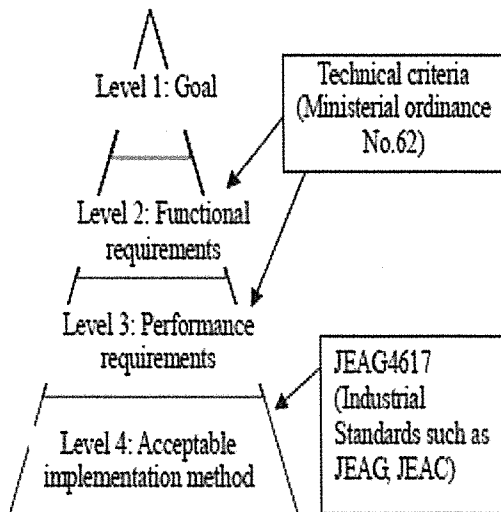 Level 1: Goal
Technical criteria
(Ministerial ordinance
No.62)
Level 2: Functional
requirements
Level 3: Performance
requirements
JEAG4617
(Industrial
Standards such as
JEAG, JEAC)
Level 4: Acceptable
implementation method